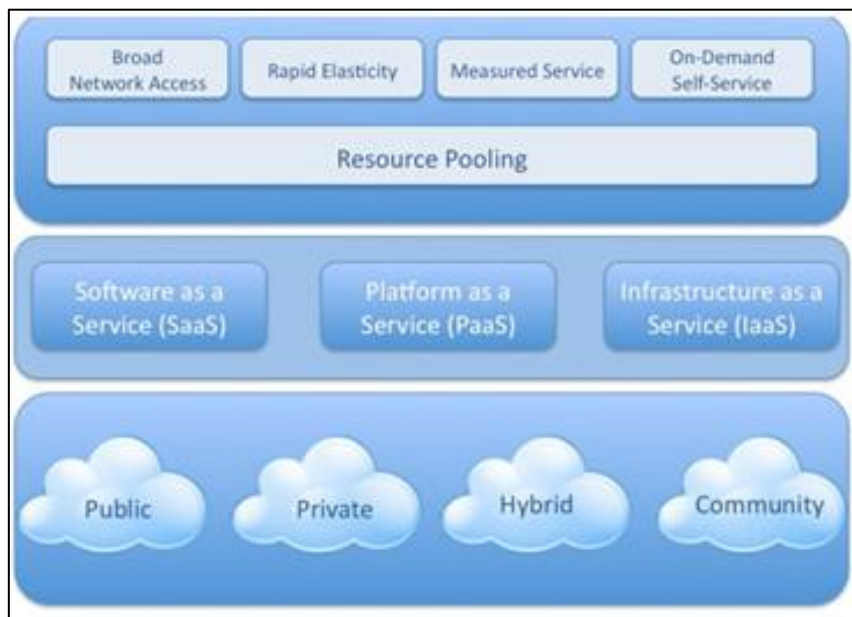 Broad
Network Access
Rapid Elasticity
Measured Service
On-Demand
Self-Service
Resource Pooling
Software as a
Service (SaaS)
Platform as a
Service (PaaS)
Infrastructure as a
Service (IaaS)
Public
Private
Hybrid
Community